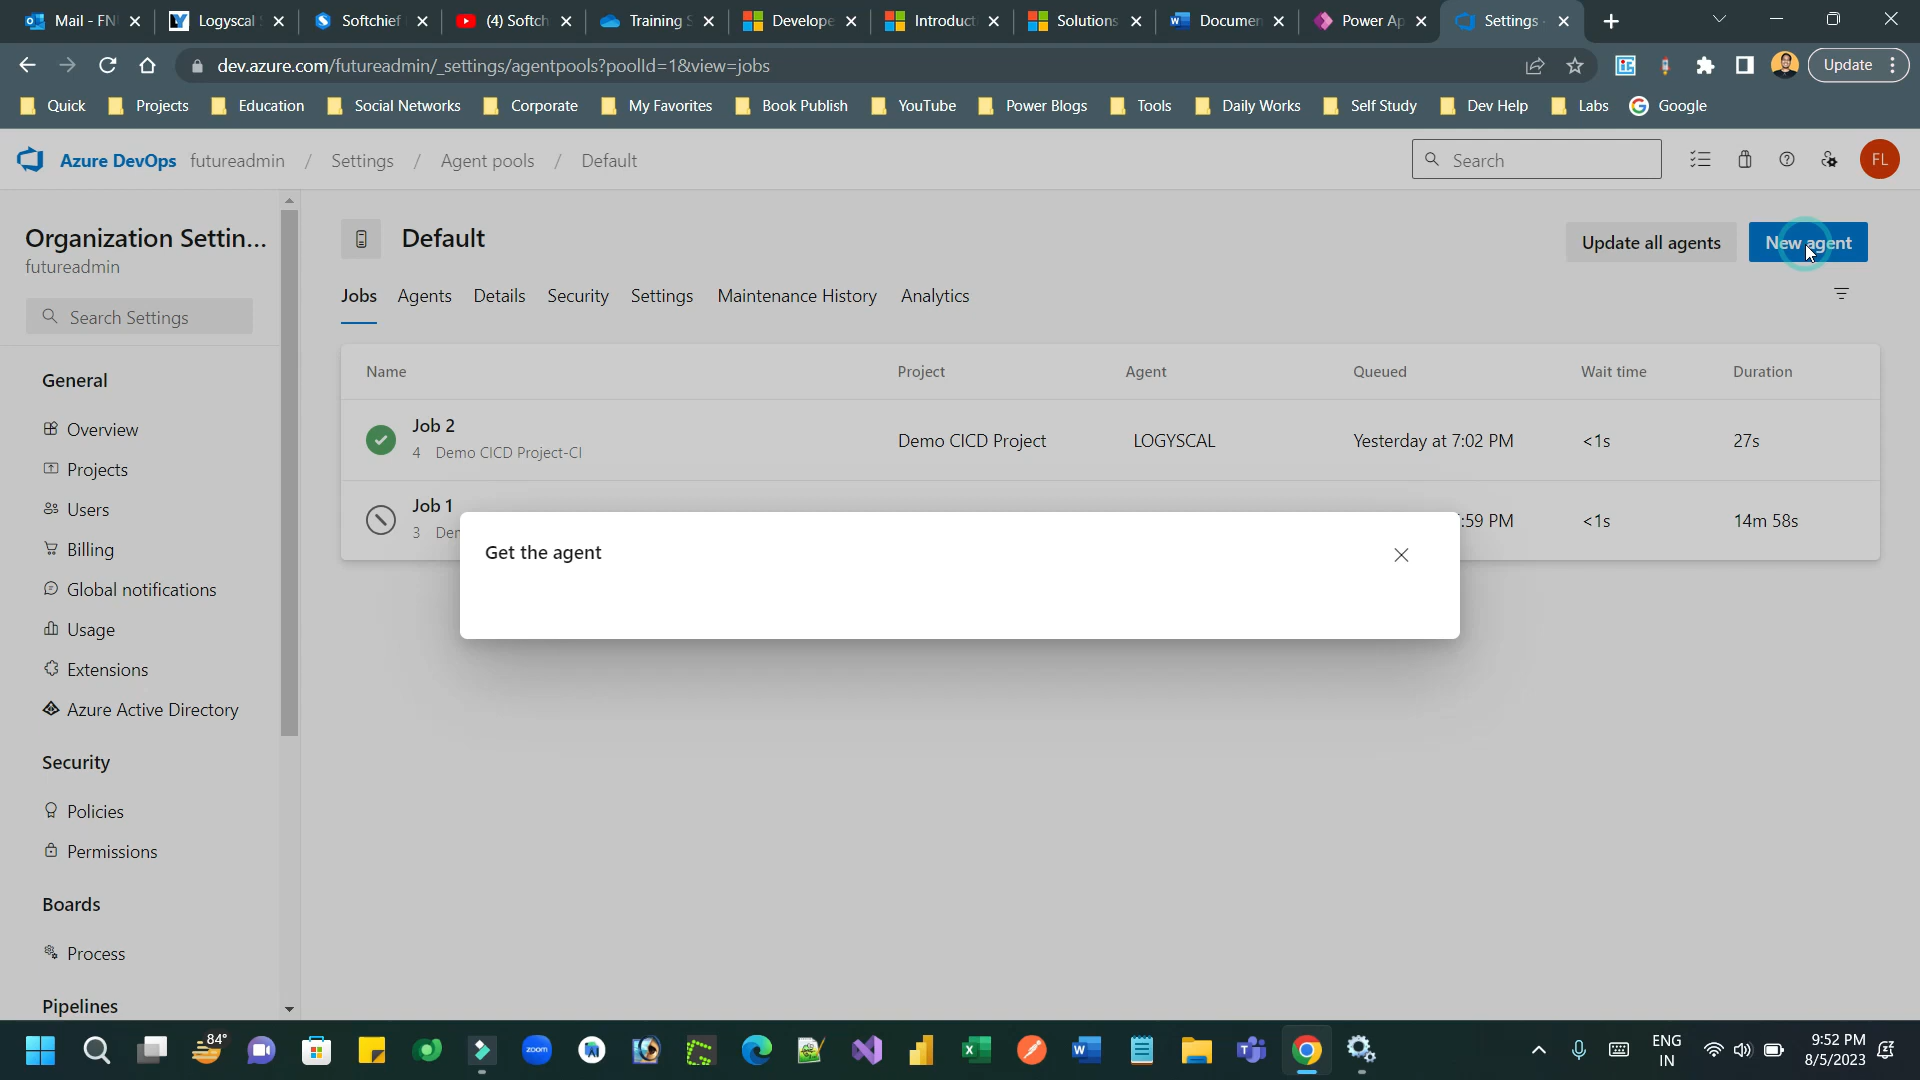 Mail - FN
Logyscal
Softchief
(4) Softch
Training S
Develope
Introduct
Solutions
Documen
Power Ap
Settings -
dev.azure.com/futureadmin/_settings/agentpools?poolId=1&view=jobs
Update
Quick
Projects
Education
Social Networks
Corporate
My Favorites
Book Publish
YouTube
Power Blogs
Tools
Daily Works
Self Study
Dev Help
Labs
Google
Azure DevOps futureadmin / Settings / Agent pools / Default
Search
FL
Organization Settin...
futureadmin
Search Settings
General
Overview
Projects
Users
Billing
Global notifications
Usage
Extensions
Azure Active Directory
Security
Policies
Permissions
Boards
Process
Pipelines
Default
Update all agents
New agent
Jobs Agents Details Security Settings Maintenance History Analytics
Name Project Agent Queued Wait time Duration
Job 2
4 Demo CICD Project-CI
Demo CICD Project LOGYSCAL Yesterday at 7:02 PM <1s 27s
Job 1
3 Der
:59 PM <1s 14m 58s
Get the agent
84°
zoom
ENG
IN
9:52 PM
8/5/2023